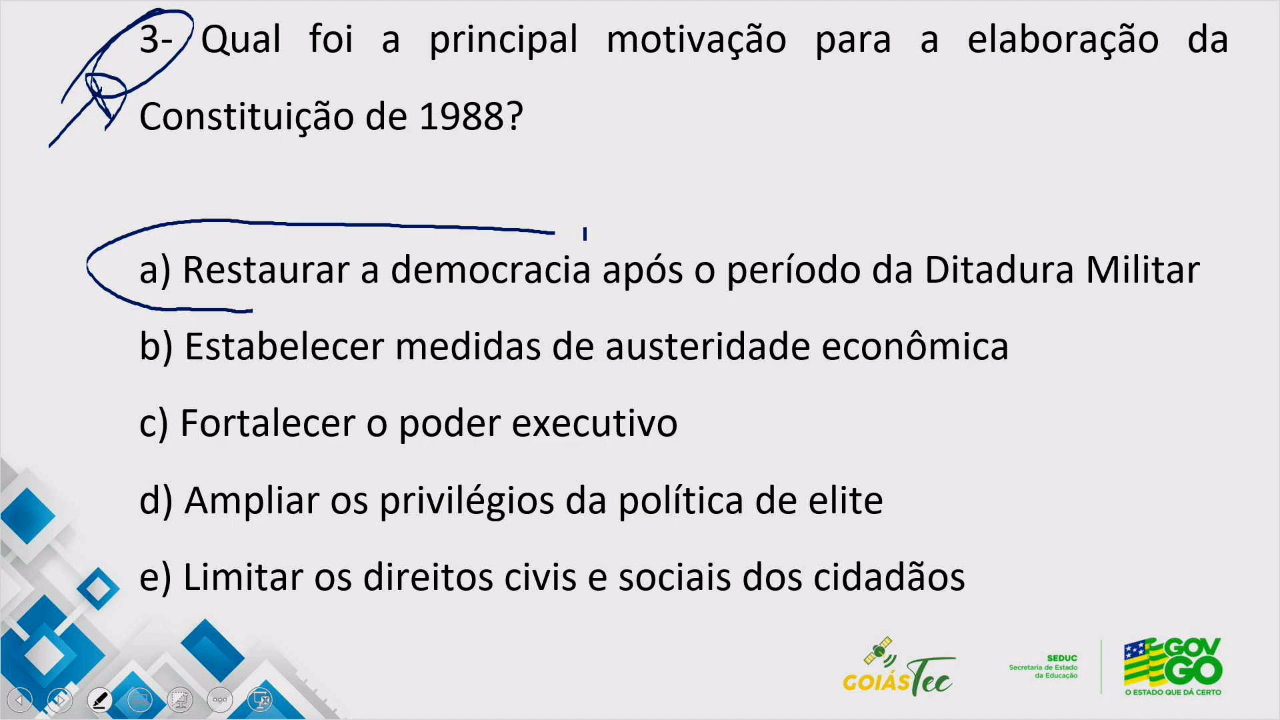 3- Qual foi a principal motivação para a elaboração da
Constituição de 1988?
a) Restaurar a democracia após o período da Ditadura Militar
b) Estabelecer medidas de austeridade econômica
c) Fortalecer o poder executivo
d) Ampliar os privilégios da política de elite
e) Limitar os direitos civis e sociais dos cidadãos
GOIÁS Tec
SEDUC
Secretaria de Estado
da Educação
GOV
GO
O ESTADO QUE DÁ CERTO